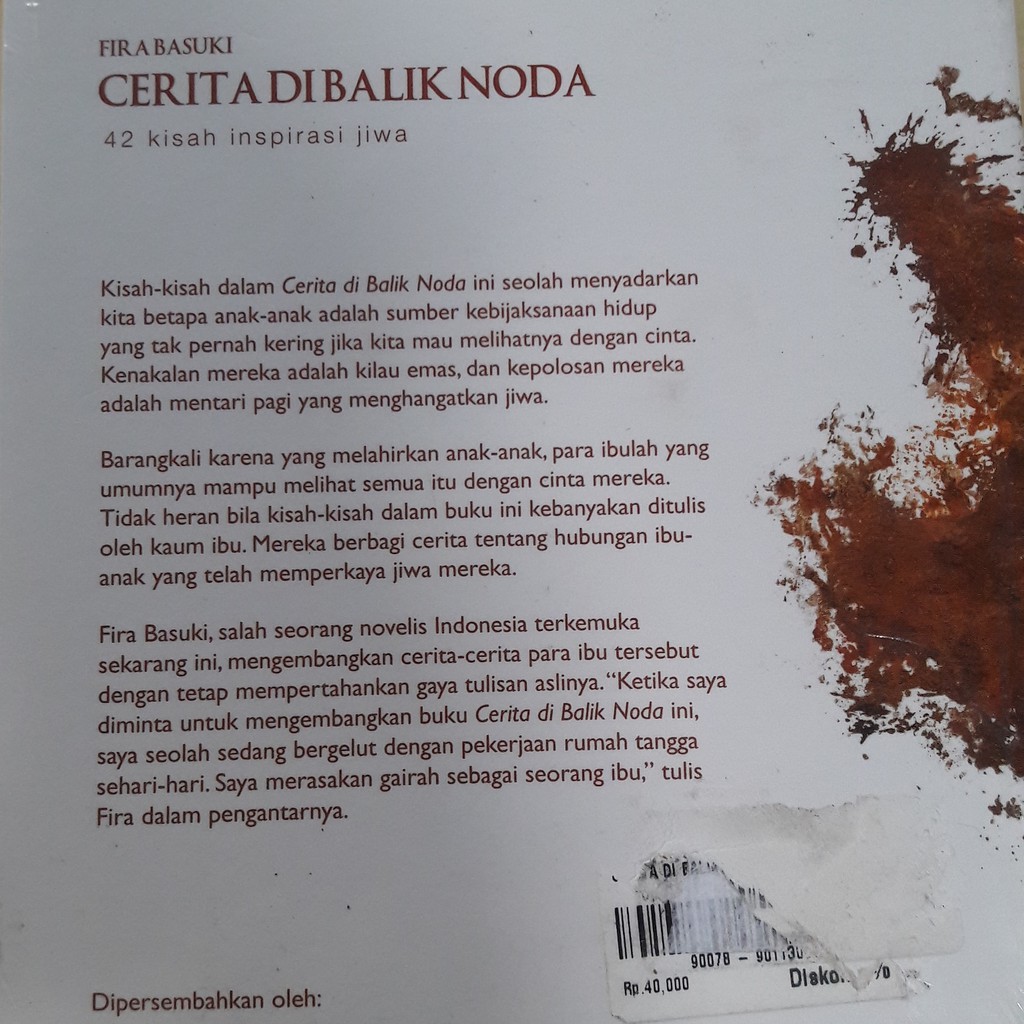 FIRA BASUKI
CERITA DI BALIK NODA
42 kisah inspirasi jiwa
Kisah-kisah dalam Cerita di Balik Noda ini seolah menyadarkan
kita betapa anak-anak adalah sumber kebijaksanaan hidup
yang tak pernah kering jika kita mau melihatnya dengan cinta.
Kenakalan mereka adalah kilau emas, dan kepolosan mereka
adalah mentari pagi yang menghangatkan jiwa.
Barangkali karena yang melahirkan anak-anak, para ibulah yang
umumnya mampu melihat semua itu dengan cinta mereka.
Tidak heran bila kisah-kisah dalam buku ini kebanyakan ditulis
oleh kaum ibu. Mereka berbagi cerita tentang hubungan ibu-
anak yang telah memperkaya jiwa mereka.
Fira Basuki, salah seorang novelis Indonesia terkemuka
sekarang ini, mengembangkan cerita-cerita para ibu tersebut
dengan tetap mempertahankan gaya tulisan aslinya. “Ketika saya
diminta untuk mengembangkan buku Cerita di Balik Noda ini,
saya seolah sedang bergelut dengan pekerjaan rumah tangga
sehari-hari. Saya merasakan gairah sebagai seorang ibu,” tulis
Fira dalam pengantarnya.
DI
90078 -
Rp.40,000
Dipersembahkan oleh: